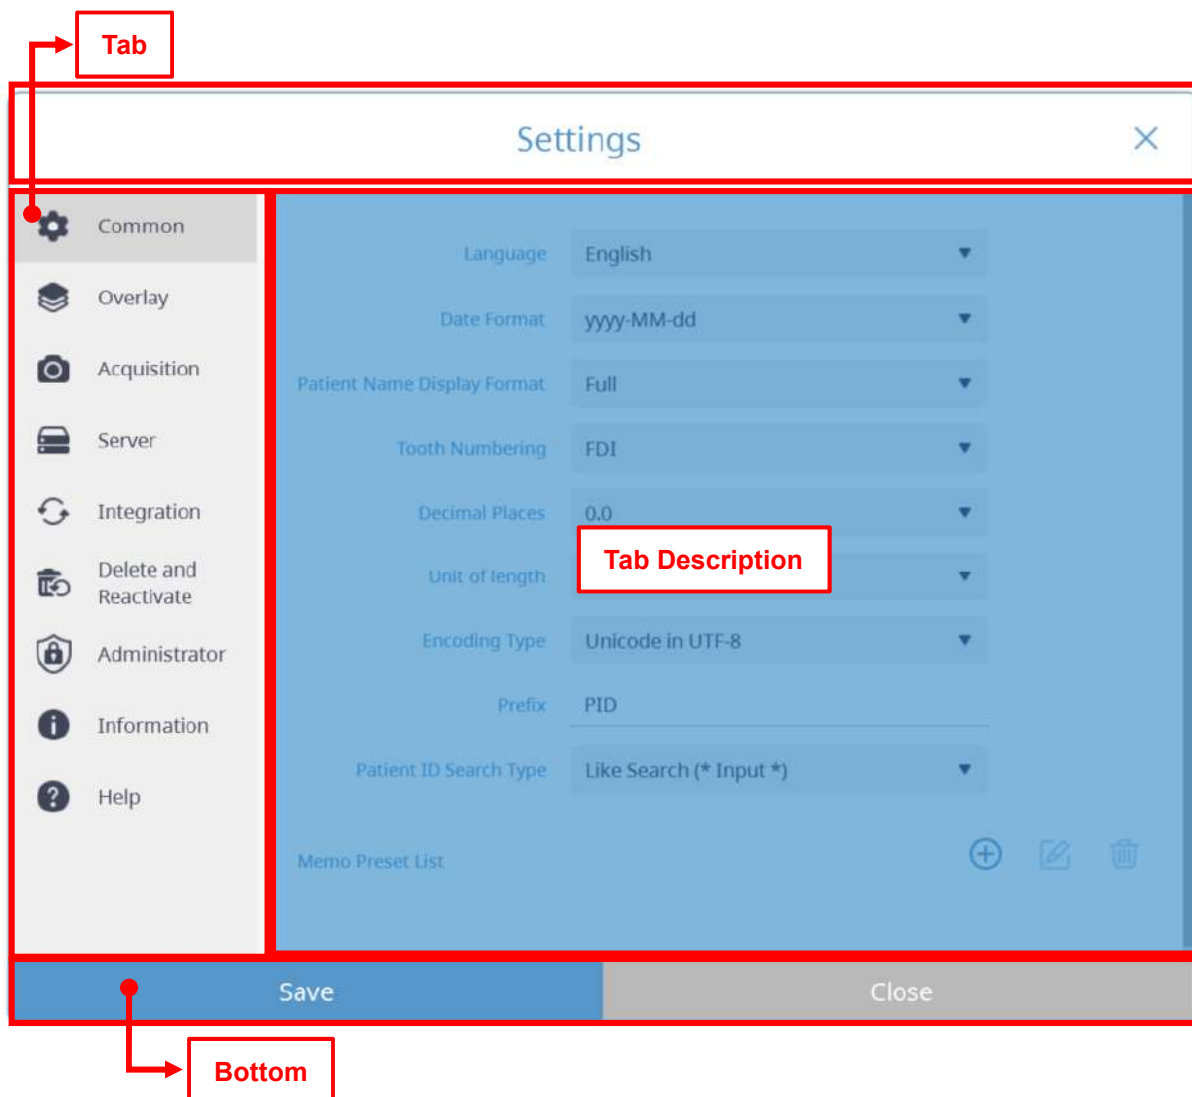 Tab
Settings
Common
Overlay
Acquisition
Server
Integration
Delete and
Reactivate
Administrator
Information
Help
Language English
Date Format yyyy-MM-dd
Patient Name Display Format Full
Tooth Numbering FDI
Decimal Places 0.0
Tab Description
Unit of length
Encoding Type Unicode in UTF-8
Prefix PID
Patient ID Search Type Like Search (* Input *)
Memo Preset List
Save Close
Bottom